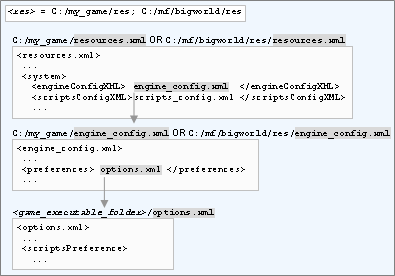 <res> = C:/my_game/res; C:/mf/bigworld/res
C:/my_game/resources.xml OR C:/mf/bigworld/res/resources.xml
<resources.xml>
...
<system>
<engineConfigXML> engine_config.xml </engineConfigXML>
<scriptsConfigXML>scripts_config.xml </scriptsConfigXML>
...
C:/my_game/engine_config.xml OR C:/mf/bigworld/res/engine_config.xml
<engine_config.xml>
...
<preferences> options.xml </preferences>
...
<game_executable_folder>/options.xml
<options.xml>
...
<scriptsPreference>
...